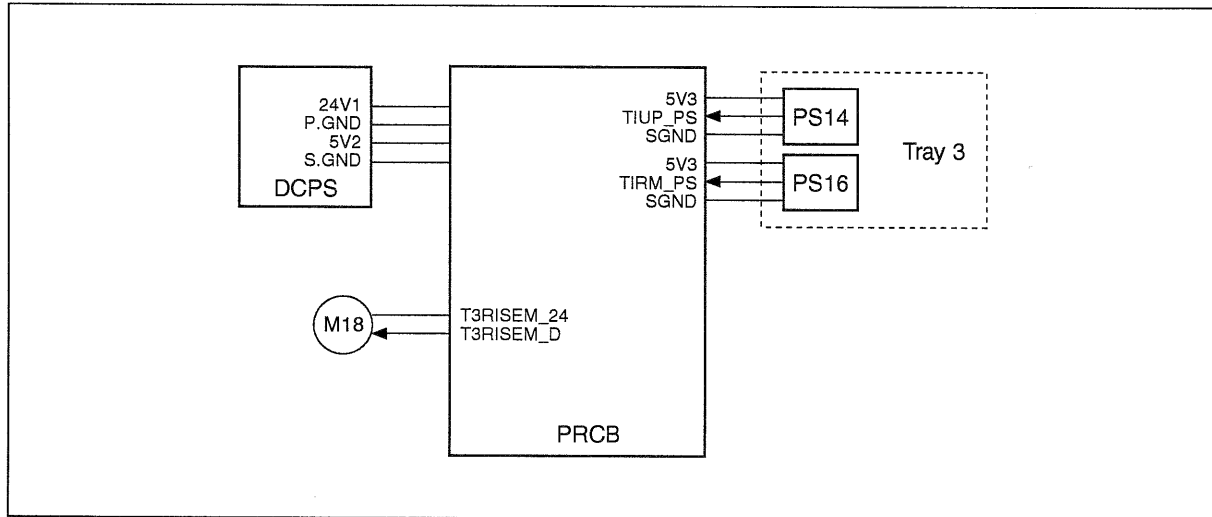 24V1
P.GND
5V2
S.GND
DCPS
5V3
TIUP_PS
SGND
5V3
TIRM_PS
SGND
PS14
PS16
Tray 3
M18
T3RISEM_24
T3RISEM_D
PRCB